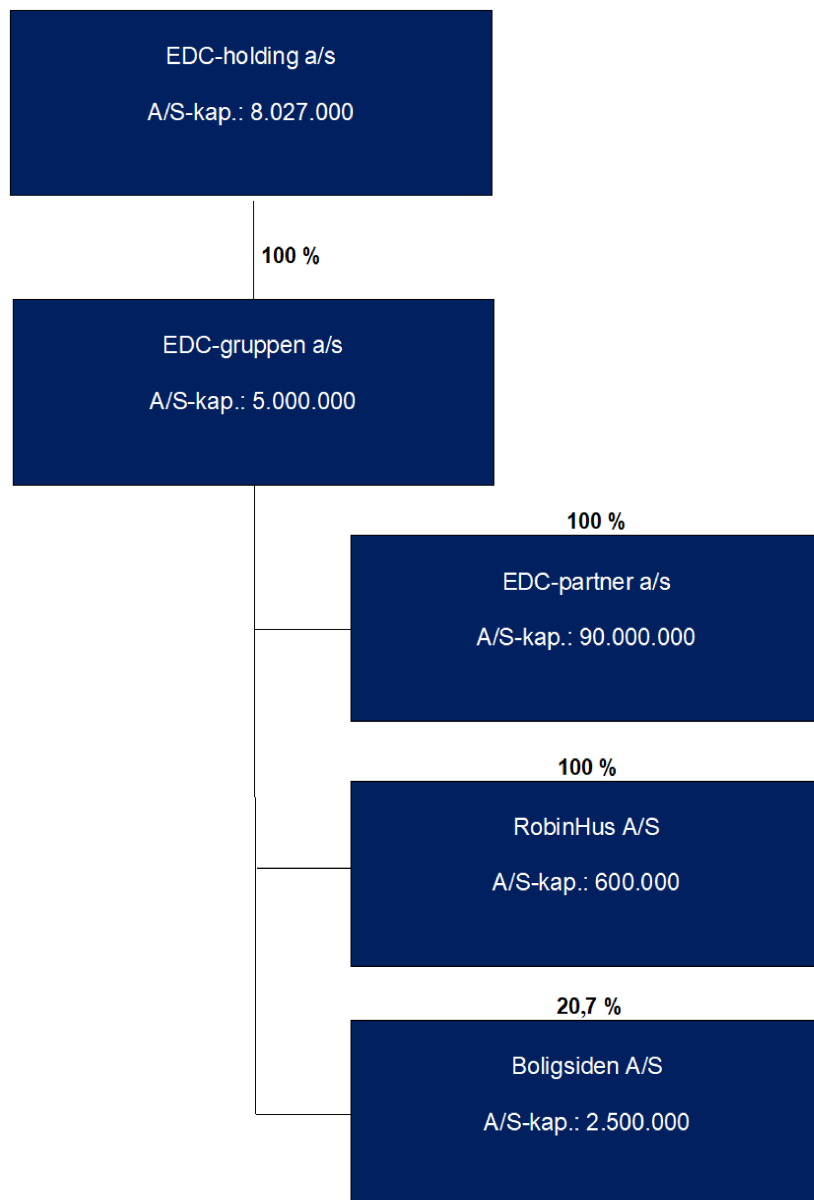 EDC-holding a/s
A/S-kap.: 8.027.000
100 %
EDC-gruppen a/s
A/S-kap.: 5.000.000
100 %
EDC-partner a/s
A/S-kap.: 90.000.000
100 %
RobinHus A/S
A/S-kap.: 600.000
20,7 %
Boligsiden A/S
A/S-kap.: 2.500.000